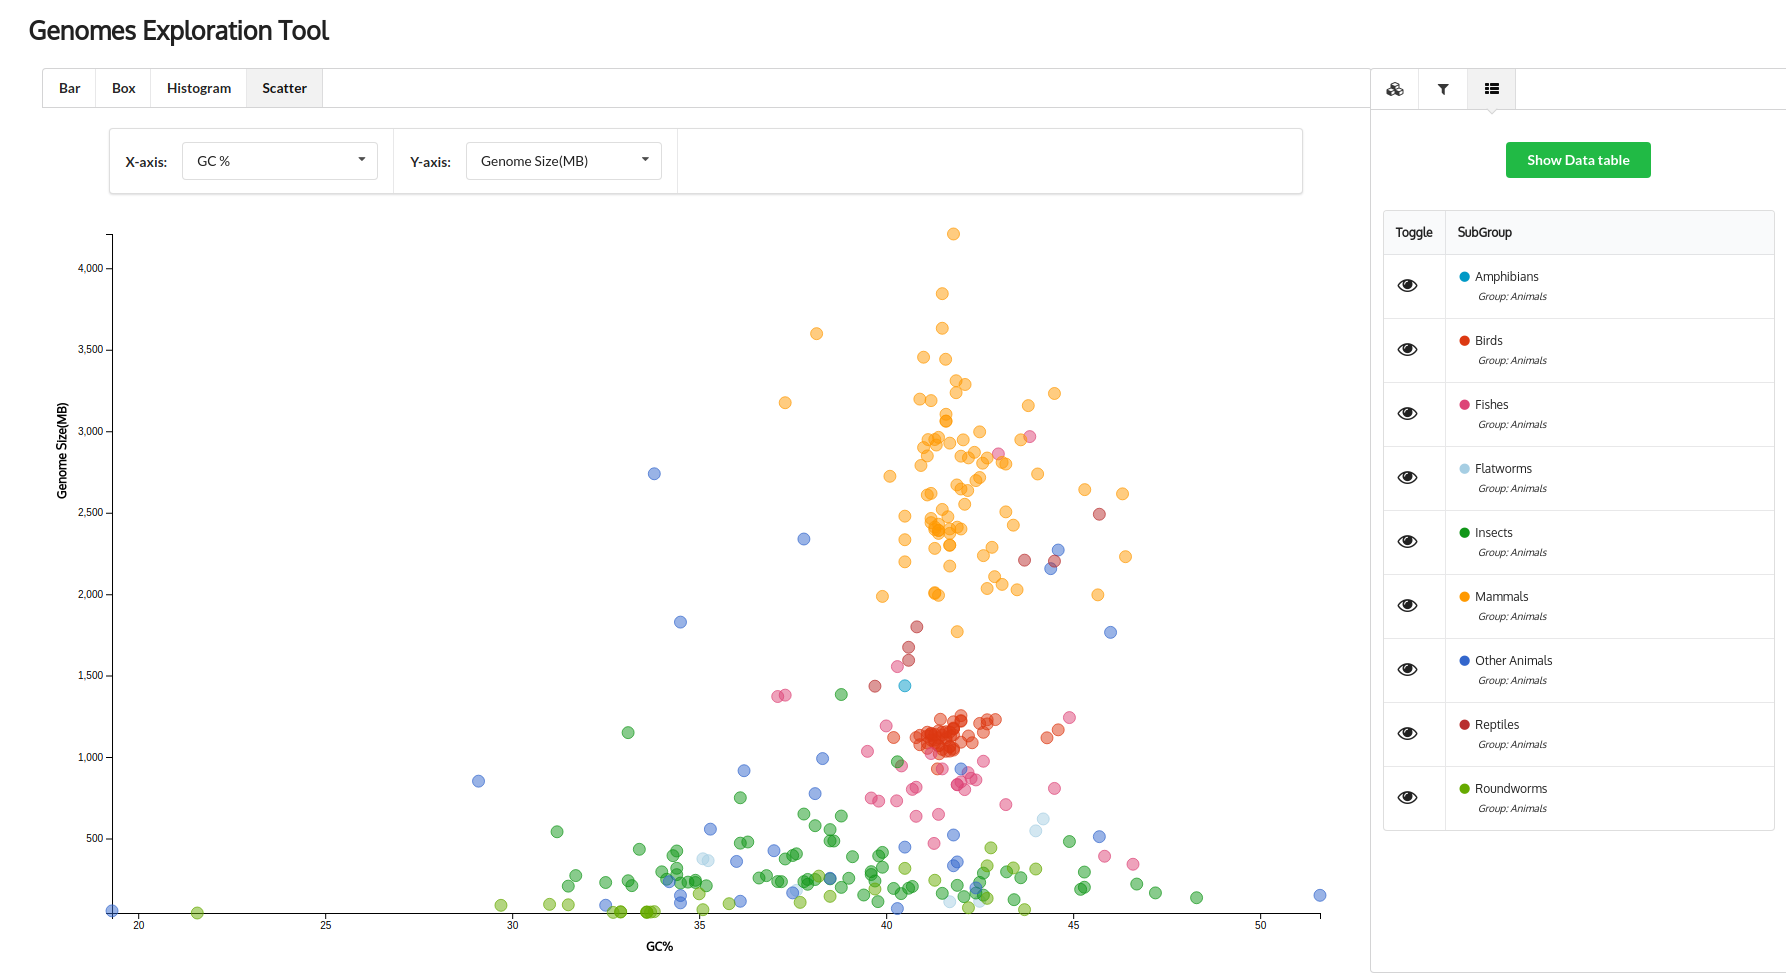 Genomes Exploration Tool
Bar Box Histogram Scatter
X-axis: GC % Y-axis: Genome Size(MB)
Show Data table
Toggle SubGroup
Amphibians
Group: Animals
Birds
Group: Animals
Fishes
Group: Animals
Flatworms
Group: Animals
Insects
Group: Animals
Mammals
Group: Animals
Other Animals
Group: Animals
Reptiles
Group: Animals
Roundworms
Group: Animals
Genome Size(MB)
4,000
3,500
3,000
2,500
2,000
1,500
1,000
500
20 25 30 35 40 45 50
GC%